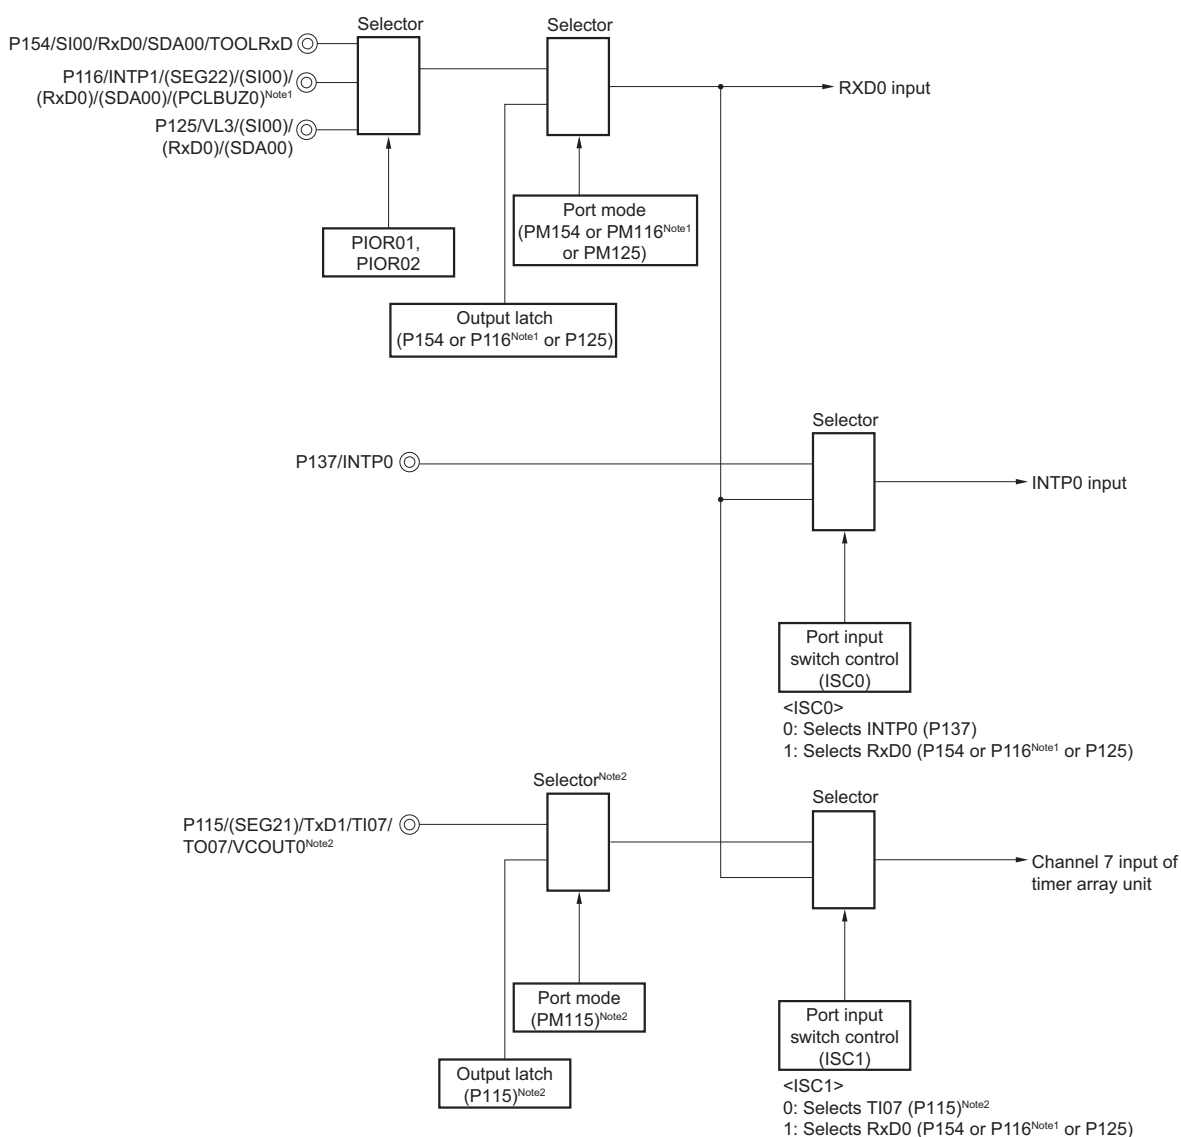 Selector
Selector
P154/SI00/RxD0/SDA00/TOOLRxD
P116/INTP1/(SEG22)/(SI00)/
(RxD0)/(SDA00)/(PCLBUZ0)Note1
P125/VL3/(SI00)/
(RxD0)/(SDA00)
RXD0 input
PIOR01,
PIOR02
Port mode
(PM154 or PM116Note1
or PM125)
Output latch
(P154 or P116Note1 or P125)
Selector
P137/INTP0
INTP0 input
Port input
switch control
(ISC0)
<ISC0>
0: Selects INTP0 (P137)
1: Selects RxD0 (P154 or P116Note1 or P125)
SelectorNote2
Selector
P115/(SEG21)/TxD1/TI07/
TO07/VCOUT0Note2
Channel 7 input of
timer array unit
Port mode
(PM115)Note2
Output latch
(P115)Note2
Port input
switch control
(ISC1)
<ISC1>
0: Selects TI07 (P115)Note2
1: Selects RxD0 (P154 or P116Note1 or P125)